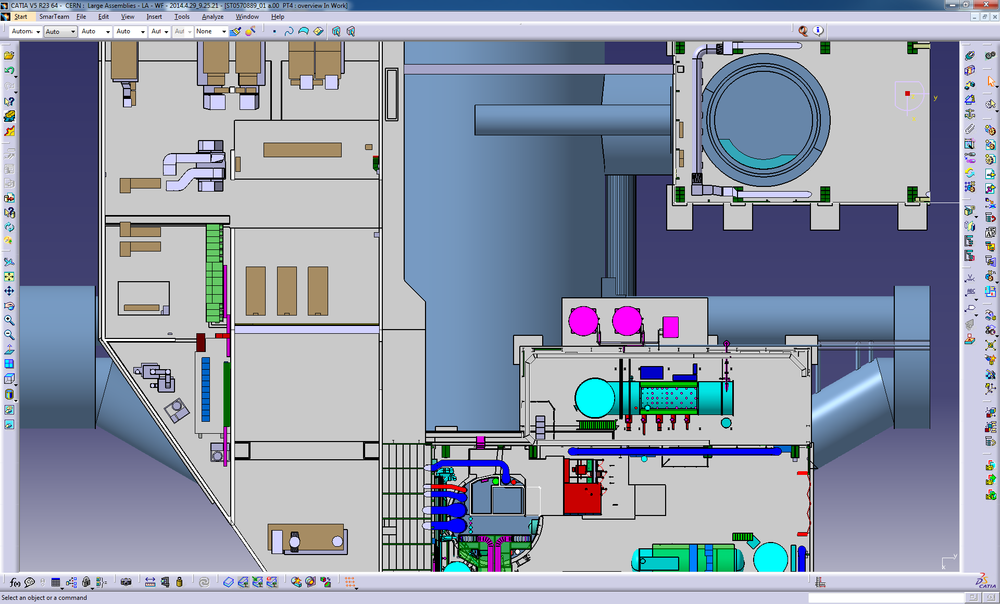 CATIA V5 R23 64 - CERN : Large Assemblies - LA - WF - 2014.4.29_9.25.21 - [ST0570889_01 a.00 PT4 : overview In Work]
Start SmarTeam File Edit View Insert Tools Analyze Window Help
Autom Auto Auto Auto Aut Aut None
z y
x
ABC
f(x)
y
x
CATIA
Select an object or a command